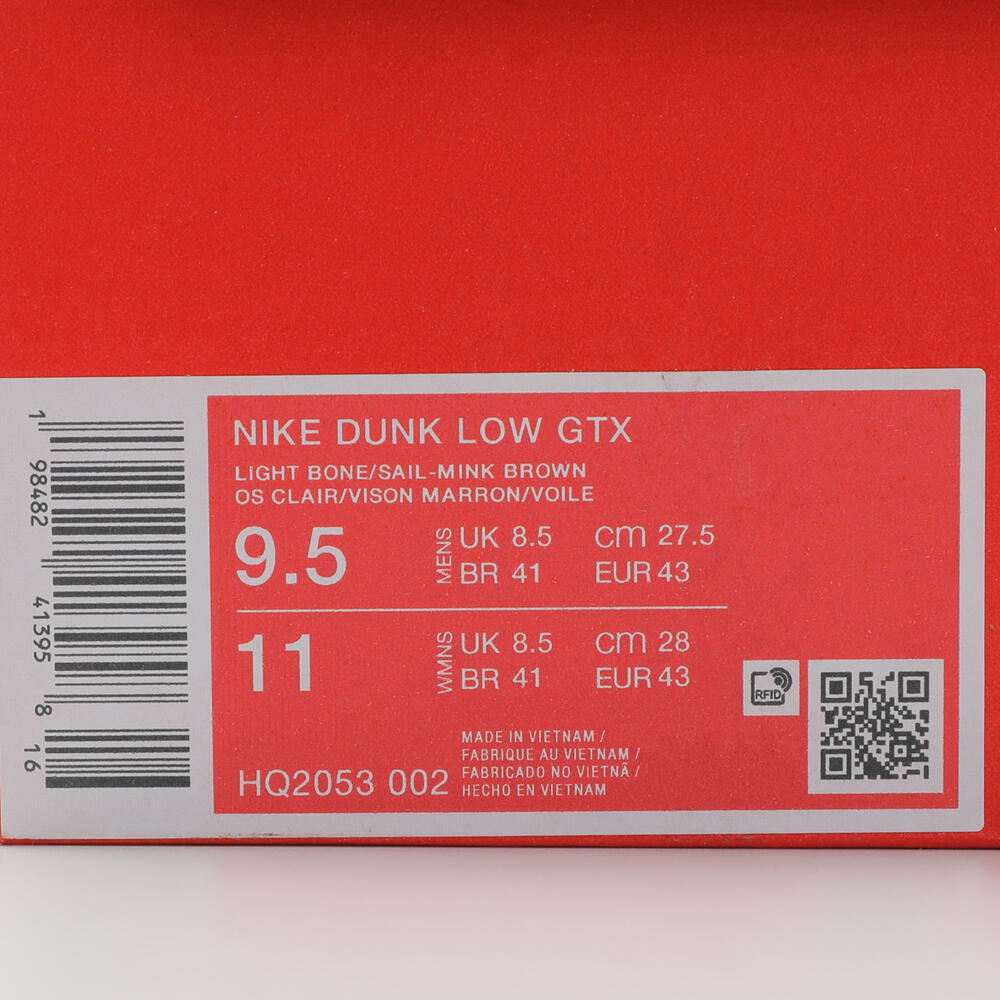 NIKE DUNK LOW GTX
LIGHT BONE/SAIL-MINK BROWN
OS CLAIR/VISON MARRON/VOILE
9.5 MENS UK 8.5 cm 27.5
BR 41 EUR 43
11 WMNS UK 8.5 cm 28
BR 41 EUR 43
HQ2053 002
MADE IN VIETNAM /
FABRIQUE AU VIETNAM /
FABRICADO NO VIETNÃ /
HECHO EN VIETNAM
RFID
1 98482 41395 8 16